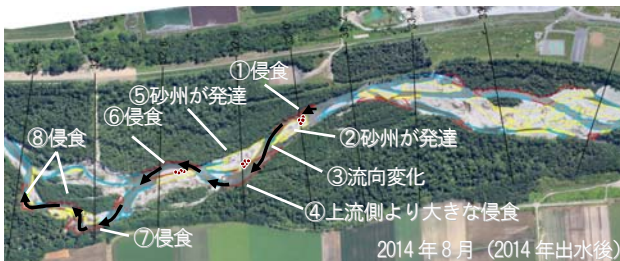 ①侵食
⑤砂州が発達
⑥侵食
②砂州が発達
⑧侵食
③流向変化
④上流側より大きな侵食
⑦侵食
2014年8月(2014年出水後)